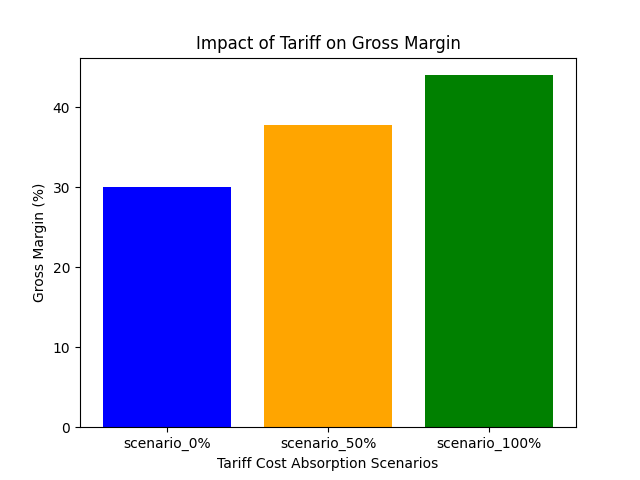 Impact of Tariff on Gross Margin
Gross Margin (%)
40
30
20
10
0
scenario_0% scenario_50% scenario_100%
Tariff Cost Absorption Scenarios